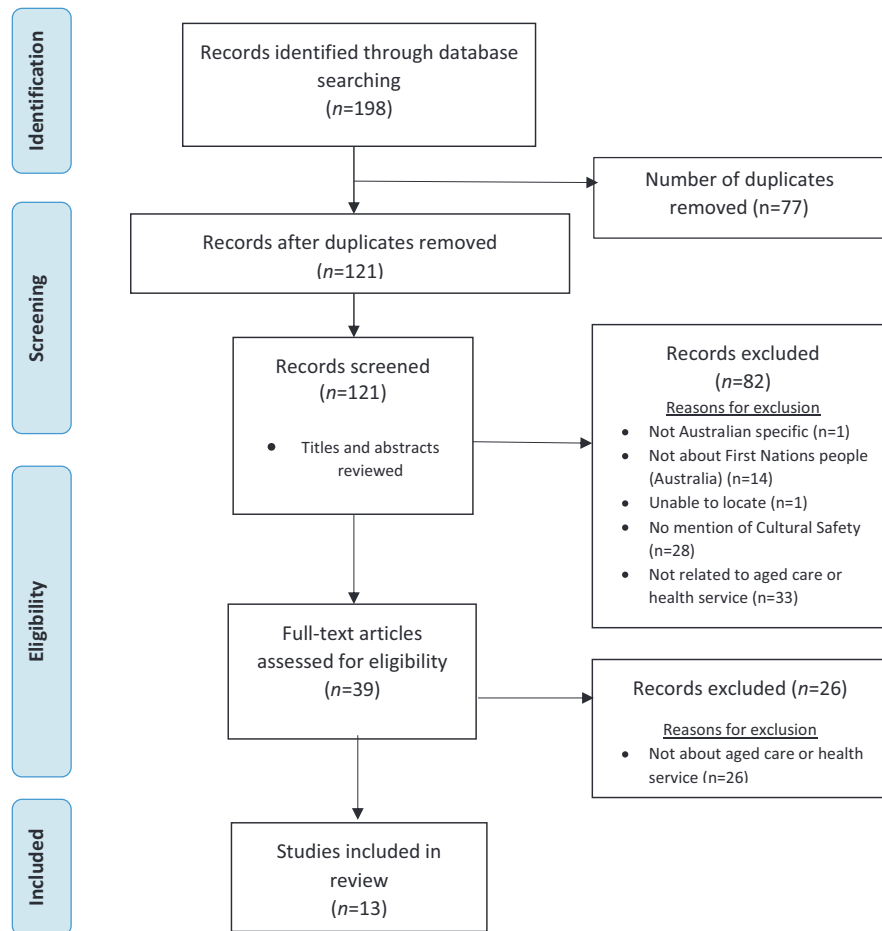 Identification
Records identified through database
searching
(n=198)
Number of duplicates
removed (n=77)
Screening
Records after duplicates removed
(n=121)
Records screened
(n=121)
• Titles and abstracts
reviewed
Records excluded
(n=82)
Reasons for exclusion
• Not Australian specific (n=1)
• Not about First Nations people
(Australia) (n=14)
• Unable to locate (n=1)
• No mention of Cultural Safety
(n=28)
• Not related to aged care or
health service (n=33)
Eligibility
Full-text articles
assessed for eligibility
(n=39)
Records excluded (n=26)
Reasons for exclusion
• Not about aged care or health
service (n=26)
Included
Studies included in
review
(n=13)